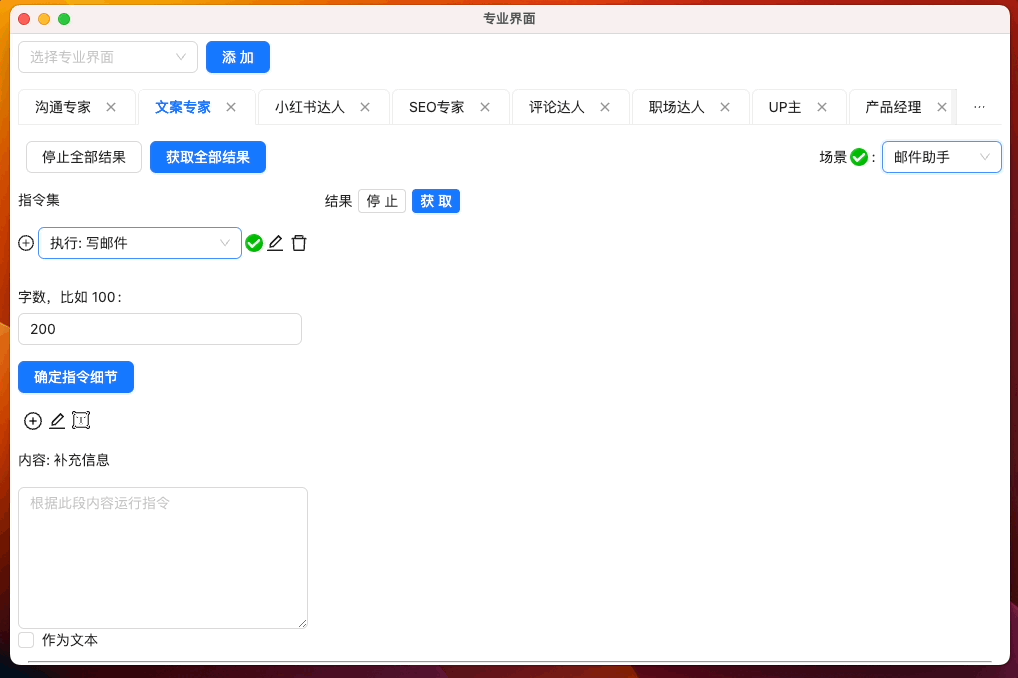 专业界面
选择专业界面 添 加
沟通专家 文案专家 小红书达人 SEO专家 评论达人 职场达人 UP主 产品经理 ···
停止全部结果 获取全部结果 场景 : 邮件助手
指令集 结果 停 止 获 取
执行: 写邮件
字数，比如 100：
200
确定指令细节
内容: 补充信息
根据此段内容运行指令
作为文本